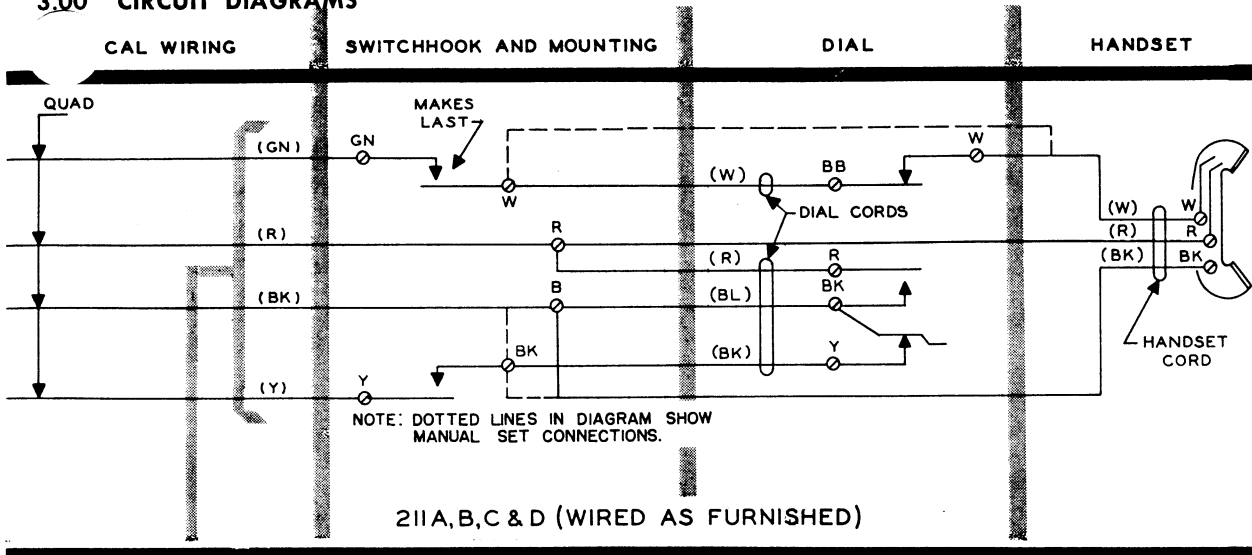 3.00 CIRCUIT DIAGRAMS
CAL WIRING
SWITCHHOOK AND MOUNTING
DIAL
HANDSET
QUAD
MAKES
LAST
(GN)
GN
W
(W)
BB
W
DIAL CORDS
(W)
W
(R)
R
(R)
R
(R)
R
(BK)
BK
(BK)
B
(BL)
BK
BK
(BK)
Y
HANDSET
CORD
(Y)
Y
NOTE: DOTTED LINES IN DIAGRAM SHOW
MANUAL SET CONNECTIONS.
211A,B,C & D (WIRED AS FURNISHED)